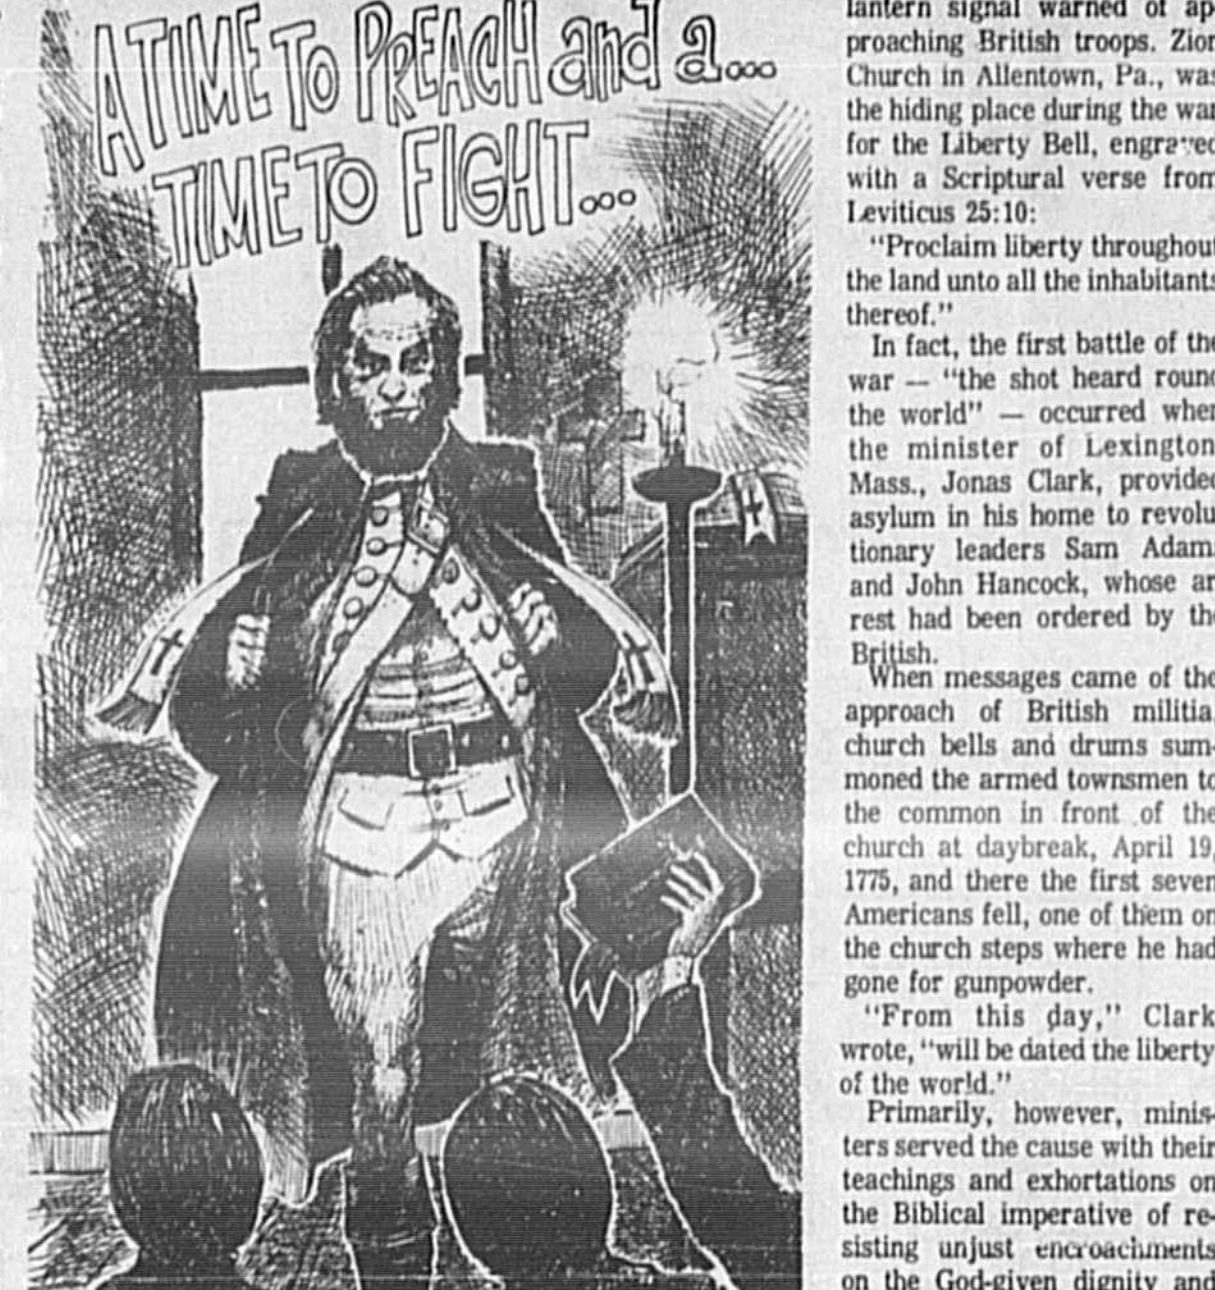 A TIME TO PREACH and a...
TIME TO FIGHT...
lantern signal warned of ap-
proaching British troops. Zion
Church in Allentown, Pa., was
the hiding place during the war
for the Liberty Bell, engraved
with a Scriptural verse from
Leviticus 25:10:
"Proclaim liberty throughout
the land unto all the inhabitants
thereof."
In fact, the first battle of the
war — "the shot heard round
the world" — occurred when
the minister of Lexington
Mass., Jonas Clark, provided
asylum in his home to revolu
tionary leaders Sam Adams
and John Hancock, whose ar
rest had been ordered by the
British.
When messages came of the
approach of British militia,
church bells and drums sum-
moned the armed townsmen to
the common in front of the
church at daybreak, April 19,
1775, and there the first seven
Americans fell, one of them on
the church steps where he had
gone for gunpowder.
"From this day," Clark
wrote, "will be dated the liberty
of the world."
Primarily, however, minis-
ters served the cause with their
teachings and exhortations on
the Biblical imperative of re-
sisting unjust encroachments
on the God-given dignity and